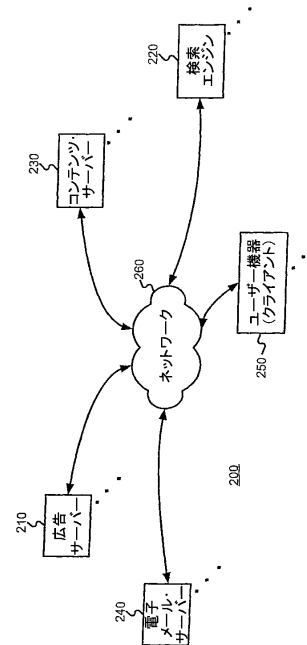 210
広告
サーバー
230
コンテンツ・
サーバー
220
検索
エンジン
260
ネットワーク
240
電子
メール・
サーバー
200
250
ユーザー機器
(クライアント)